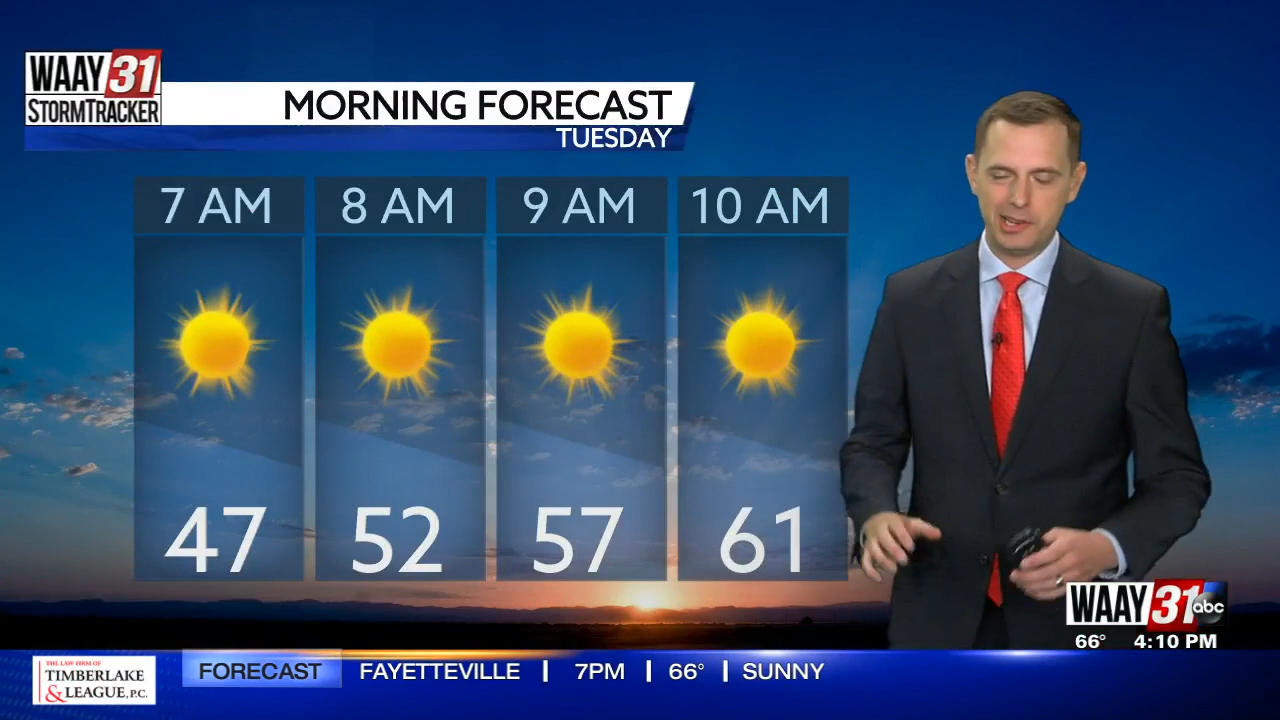 WAAY 31
STORMTRACKER
MORNING FORECAST
TUESDAY
7 AM
8 AM
9 AM
10 AM
47
52
57
61
WAAY 31 abc
66° 4:10 PM
THE LAW FIRM OF
TIMBERLAKE
& LEAGUE, P.C.
FORECAST
FAYETTEVILLE | 7PM | 66° | SUNNY